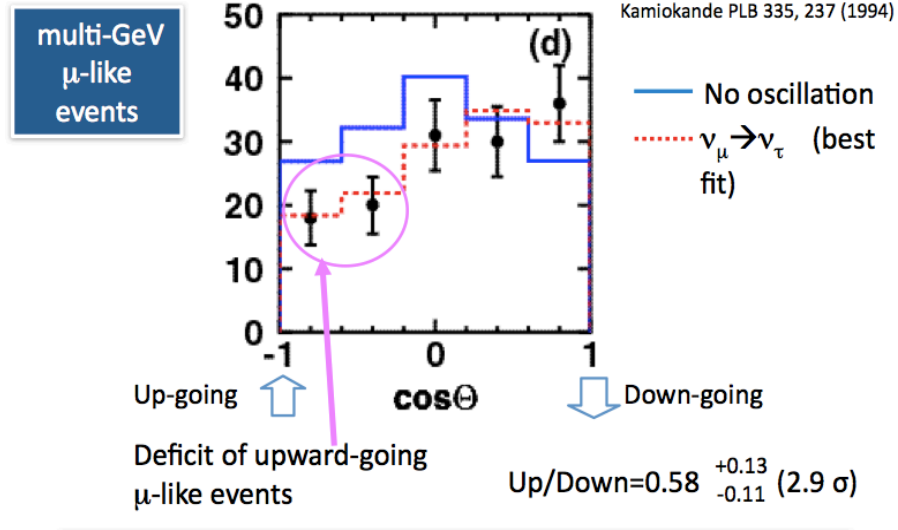 Kamiokande PLB 335, 237 (1994)
multi-GeV
μ-like
events
50
40
30
20
10
0
(d)
No oscillation
νμ→ντ (best
fit)
-1
0
1
cosΘ
Up-going
Down-going
Deficit of upward-going
μ-like events
Up/Down=0.58 +0.13 -0.11 (2.9 σ)